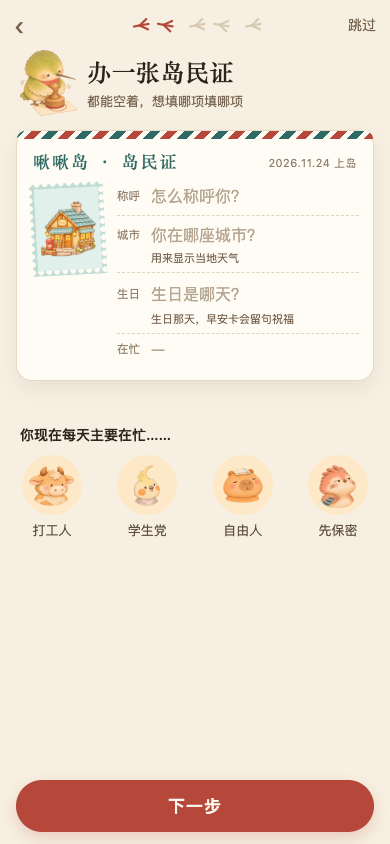 ‹
跳过
办一张岛民证
都能空着，想填哪项填哪项
啾啾岛 · 岛民证
2026.11.24 上岛
称呼 怎么称呼你?
城市 你在哪座城市?
用来显示当地天气
生日 生日是哪天?
生日那天，早安卡会留句祝福
在忙 —
你现在每天主要在忙……
打工人 学生党 自由人 先保密
下一步